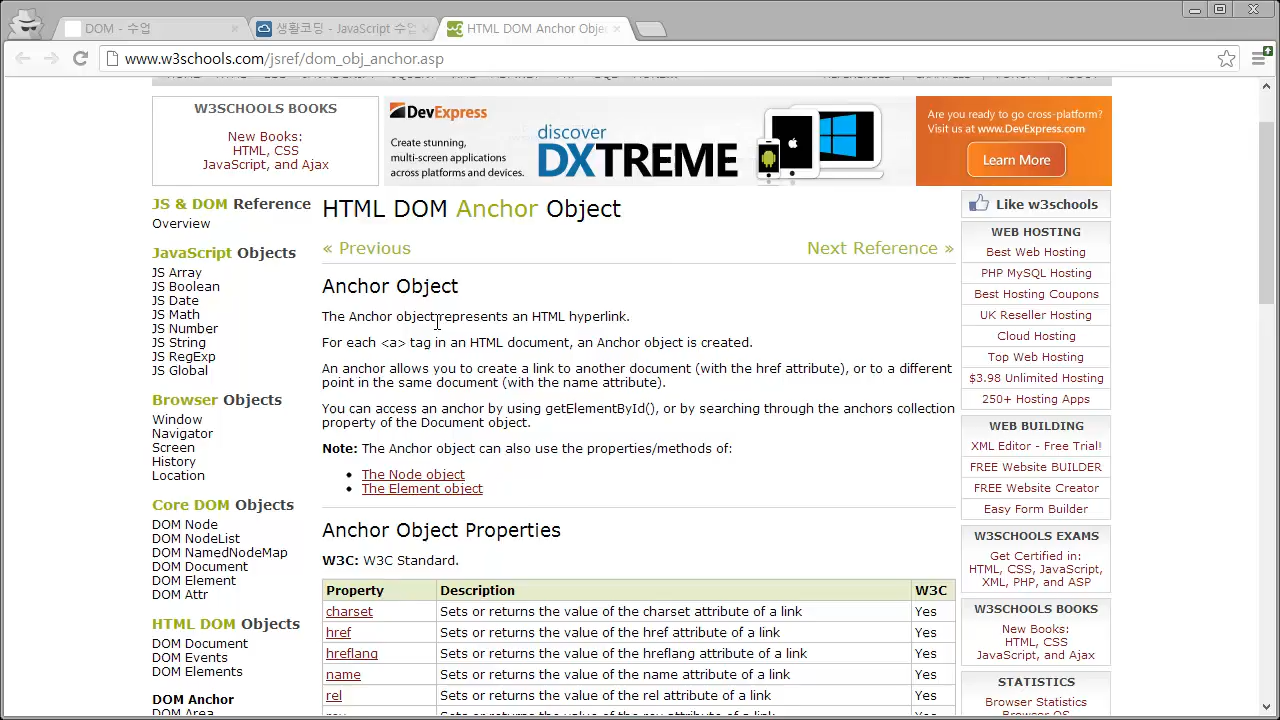 DOM - 수업
생활코딩 - JavaScript 수업
HTML DOM Anchor Obje
www.w3schools.com/jsref/dom_obj_anchor.asp
W3SCHOOLS BOOKS
New Books:
HTML, CSS
JavaScript, and Ajax
DevExpress
Create stunning,
multi-screen applications
across platforms and devices.
discover
DXTREME
Are you ready to go cross-platform?
Visit us at www.DevExpress.com
Learn More
JS & DOM Reference
Overview
JavaScript Objects
JS Array
JS Boolean
JS Date
JS Math
JS Number
JS String
JS RegExp
JS Global
Browser Objects
Window
Navigator
Screen
History
Location
Core DOM Objects
DOM Node
DOM NodeList
DOM NamedNodeMap
DOM Document
DOM Element
DOM Attr
HTML DOM Objects
DOM Document
DOM Events
DOM Elements
DOM Anchor
DOM Area
HTML DOM Anchor Object
« Previous
Next Reference »
Anchor Object
The Anchor object represents an HTML hyperlink.
For each <a> tag in an HTML document, an Anchor object is created.
An anchor allows you to create a link to another document (with the href attribute), or to a different
point in the same document (with the name attribute).
You can access an anchor by using getElementById(), or by searching through the anchors collection
property of the Document object.
Note: The Anchor object can also use the properties/methods of:
• The Node object
• The Element object
Anchor Object Properties
W3C: W3C Standard.
Property Description W3C
charset Sets or returns the value of the charset attribute of a link Yes
href Sets or returns the value of the href attribute of a link Yes
hreflang Sets or returns the value of the hreflang attribute of a link Yes
name Sets or returns the value of the name attribute of a link Yes
rel Sets or returns the value of the rel attribute of a link Yes
Like w3schools
WEB HOSTING
Best Web Hosting
PHP MySQL Hosting
Best Hosting Coupons
UK Reseller Hosting
Cloud Hosting
Top Web Hosting
$3.98 Unlimited Hosting
250+ Hosting Apps
WEB BUILDING
XML Editor - Free Trial!
FREE Website BUILDER
FREE Website Creator
Easy Form Builder
W3SCHOOLS EXAMS
Get Certified in:
HTML, CSS, JavaScript,
XML, PHP, and ASP
W3SCHOOLS BOOKS
New Books:
HTML, CSS
JavaScript, and Ajax
STATISTICS
Browser Statistics
Browser OS